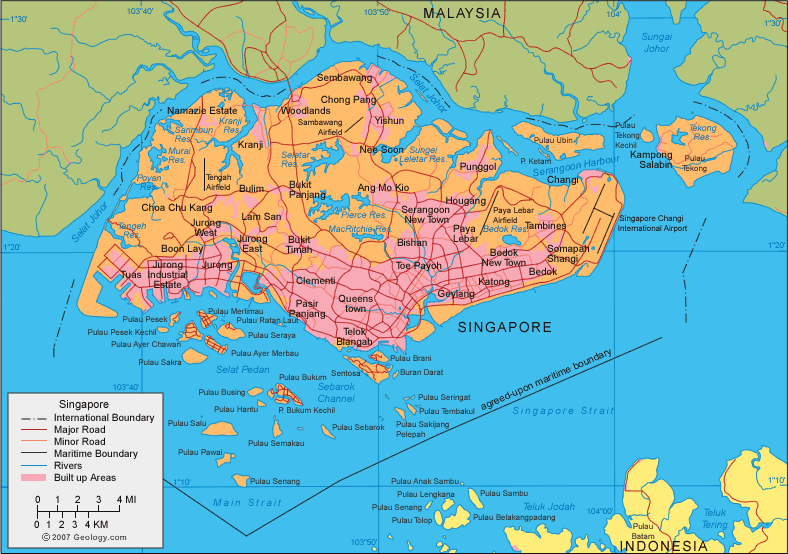 103°40'
103°50'
104°
MALAYSIA
1°30'
1°30'
Sungai
Johor
Selat Johor
Sembawang
Chong Pang
Woodlands
Namazie Estate
Sambawang
Airfield
Yishun
Kranji
Res.
Sarimbun
Res.
Kranji
Murai
Res.
Nee Soon
Seletar
Res.
Sungei
Leletar Res.
Pulau
Tekong
Kechil
Tekong
Res.
Pulau Ubin
P. Ketam
Serangoon Harbour
Kampong
Salabin
Pulau
Tekong
Punggol
Changi
Poyan
Res.
Tengah
Airfield
Bulim
Bukit
Panjang
Ang Mo Kio
Hougang
Choa Chu Kang
Lam San
Pierce Res.
Serangoon
New Town
Paya Lebar
Airfield
Singapore Changi
International Airport
Selat Johor
Tengeh
Res.
Jurong
West
MacRitchie Res.
Paya
Lebar
Bedok Res.
Tambines
1°20'
Boon Lay
Jurong
East
Bukit
Timah
Bishan
Somapah
Shangi
1°20'
Tuas
Jurong
Industrial
Estate
Jurong
Toe Payoh
Bedok
New Town
Bedok
Clementi
Katong
Geylang
Pasir
Panjang
Queens
town
Telok
Blangah
SINGAPORE
Pulau Merlimau
Pulau Pesek
Pulau Ratan Laut
Pulau Pesek Kechil
Pulau Seraya
Pulau Ayer Chawan
Pulau Ayer Merbau
Pulau Sakra
Selat Pedan
Sentosa
Pulau Brani
Buran Darat
agreed-upon maritime boundary
103°40'
Pulau Bukum
Sebarok
Channel
Pulau Busing
Pulau Hantu
P. Bukum Kechil
Pulau Seringat
Pulau Tembakul
Pulau Sakijang
Pelepah
Singapore Strait
Pulau Salu
Pulau Sebarok
Pulau Semakau
Pulau Pawai
Pulau Senang
Main Strait
Singapore
International Boundary
Major Road
Minor Road
Maritime Boundary
Rivers
Built up Areas
0 1 2 3 4 MI
0 1 2 3 4 KM
© 2007 Geology.com
1°10'
1°10'
Pulau Anak Sambu
Pulau Lengkana
Pulau Sambu
Pulau Senang
Pulau Tolop
Pulau Belakangpadang
Teluk Jodah
Teluk
Tering
104°00'
Pulau
Batam
103°50'
INDONESIA